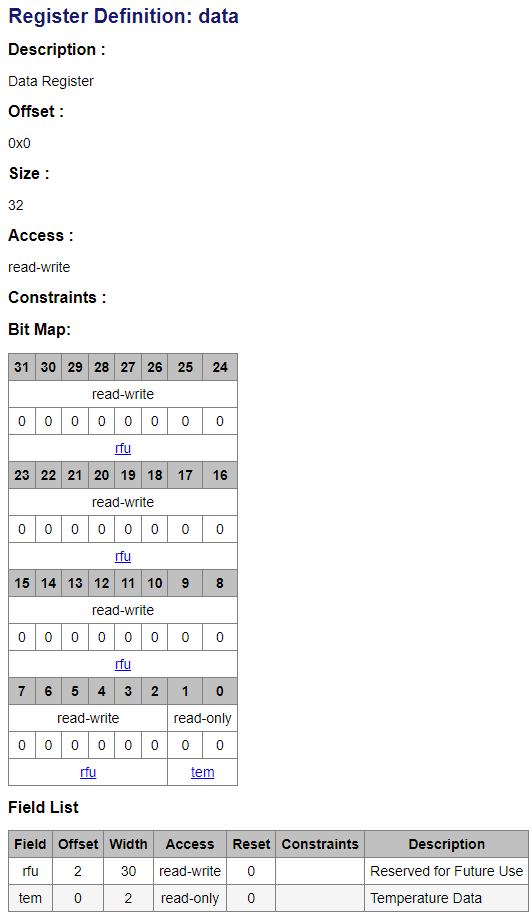 Register Definition: data
Description :
Data Register
Offset :
0x0
Size :
32
Access :
read-write
Constraints :
Bit Map:
31 30 29 28 27 26 25 24
read-write
0 0 0 0 0 0 0 0
rfu
23 22 21 20 19 18 17 16
read-write
0 0 0 0 0 0 0 0
rfu
15 14 13 12 11 10 9 8
read-write
0 0 0 0 0 0 0 0
rfu
7 6 5 4 3 2 1 0
read-write read-only
0 0 0 0 0 0 0 0
rfu tem
Field List
Field Offset Width Access Reset Constraints Description
rfu 2 30 read-write 0 Reserved for Future Use
tem 0 2 read-only 0 Temperature Data